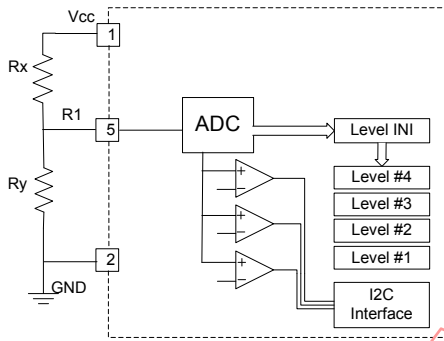 Vcc
1
Rx
R1
5
ADC
Level INI
Level #4
Level #3
Level #2
Level #1
Ry
+
−
+
−
+
−
2
GND
I2C
Interface